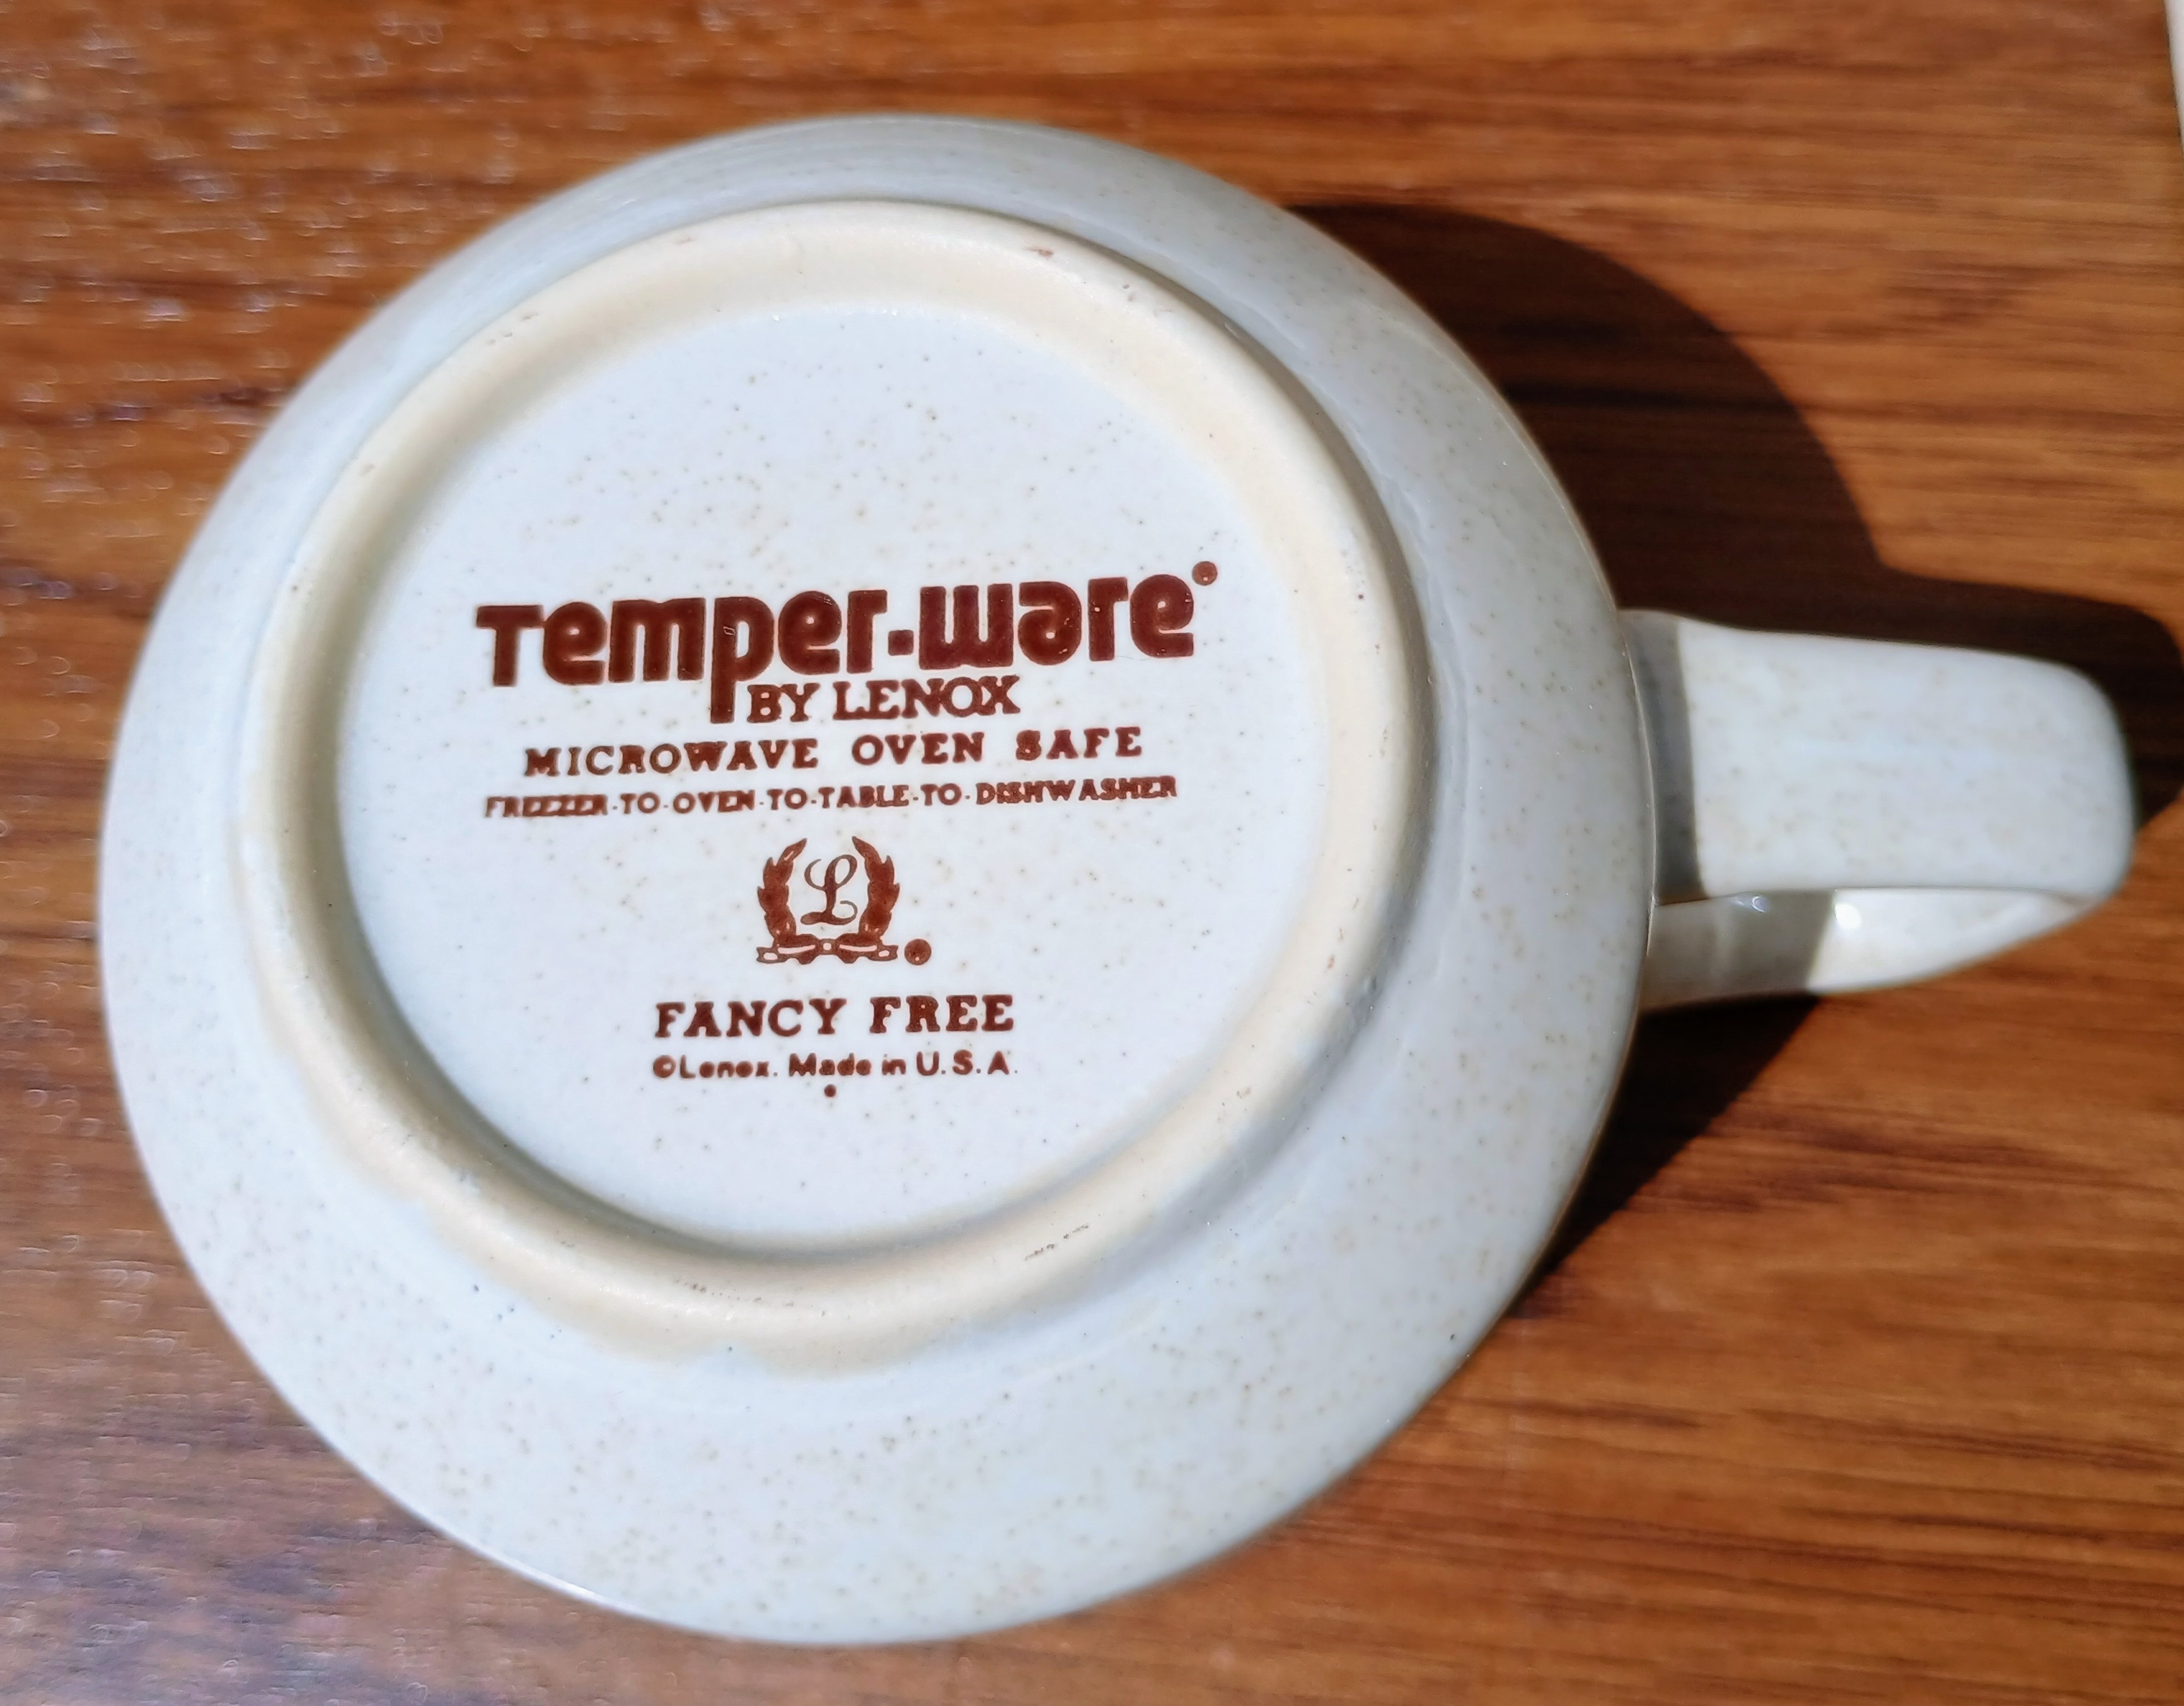 Temper-ware®
BY LENOX
MICROWAVE OVEN SAFE
FREEZER-TO-OVEN-TO-TABLE-TO-DISHWASHER
L
FANCY FREE
©Lenox. Made in U.S.A.